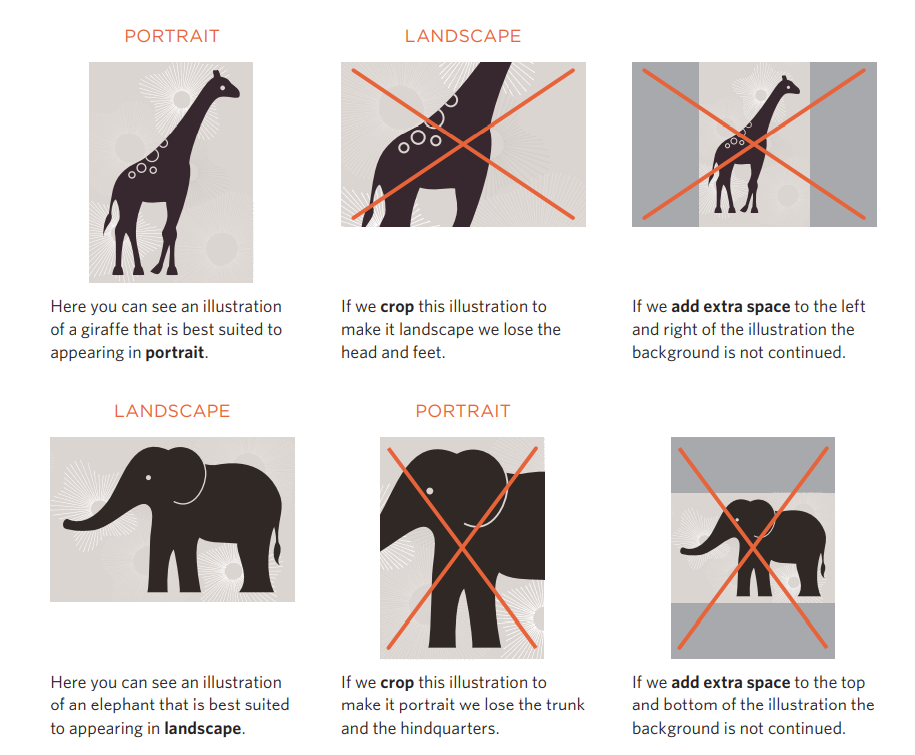 PORTRAIT
LANDSCAPE
Here you can see an illustration
of a giraffe that is best suited to
appearing in portrait.
If we crop this illustration to
make it landscape we lose the
head and feet.
If we add extra space to the left
and right of the illustration the
background is not continued.
LANDSCAPE
PORTRAIT
Here you can see an illustration
of an elephant that is best suited
to appearing in landscape.
If we crop this illustration to
make it portrait we lose the trunk
and the hindquarters.
If we add extra space to the top
and bottom of the illustration the
background is not continued.